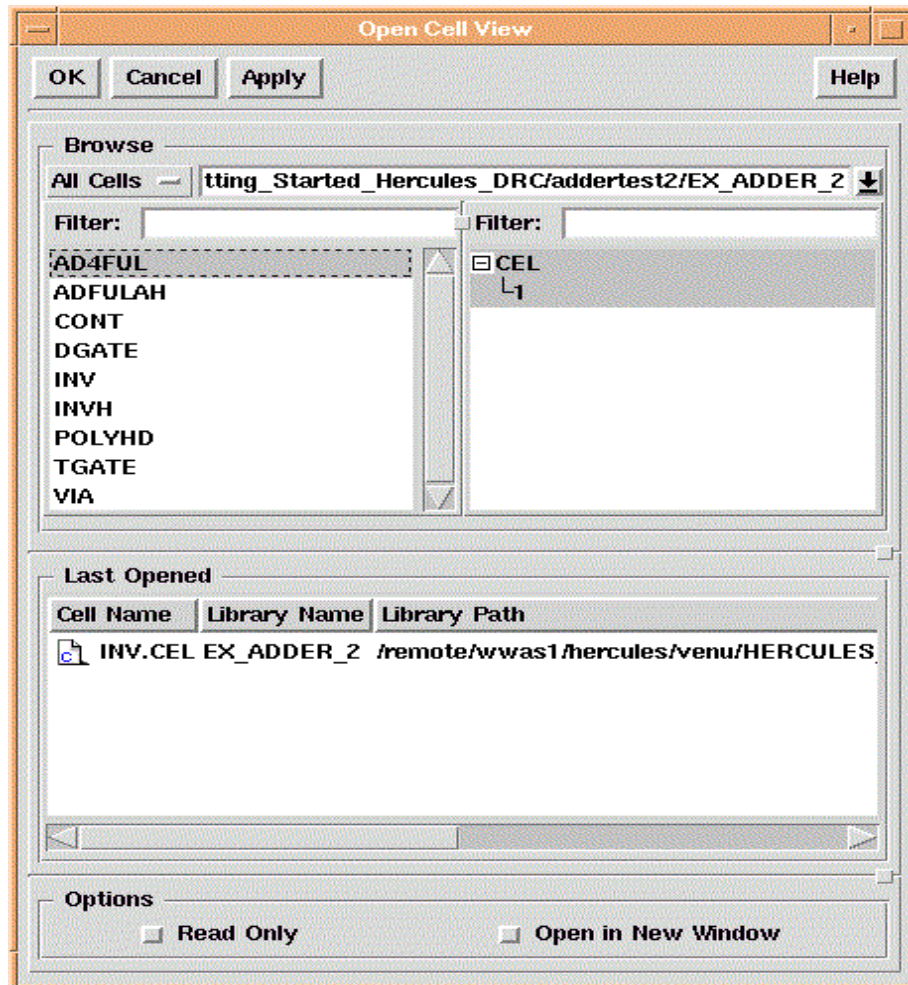 Open Cell View
OK Cancel Apply Help
Browse
All Cells tting_Started_Hercules_DRC/addertest2/EX_ADDER_2
Filter: Filter:
AD4FUL CEL
ADFULAH 1
CONT
DGATE
INV
INVH
POLYHD
TGATE
VIA
Last Opened
Cell Name Library Name Library Path
c INV.CEL EX_ADDER_2 /remote/wwas1/hercules/venu/HERCULES_
Options
Read Only Open in New Window